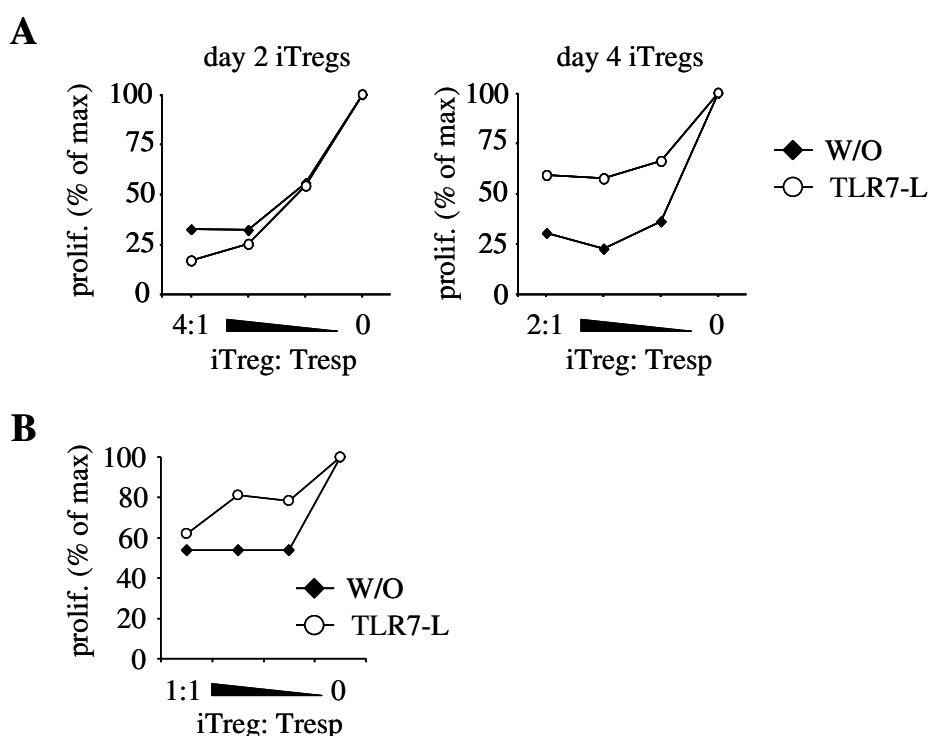 A
day 2 iTregs
prolif. (% of max)
100
75
50
25
0
4:1
0
iTreg: Tresp
day 4 iTregs
prolif. (% of max)
100
75
50
25
0
2:1
0
iTreg: Tresp
W/O
TLR7-L
B
prolif. (% of max)
100
80
60
40
20
0
W/O
TLR7-L
1:1
0
iTreg: Tresp